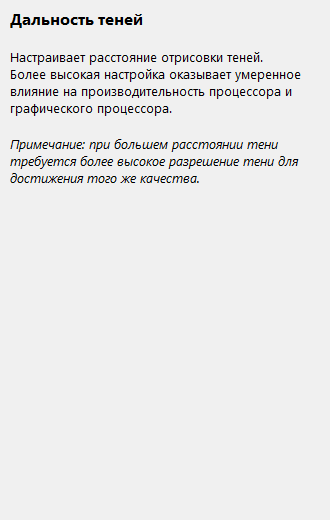 Дальность теней
Настраивает расстояние отрисовки теней.
Более высокая настройка оказывает умеренное
влияние на производительность процессора и
графического процессора.
Примечание: при большем расстоянии тени
требуется более высокое разрешение тени для
достижения того же качества.